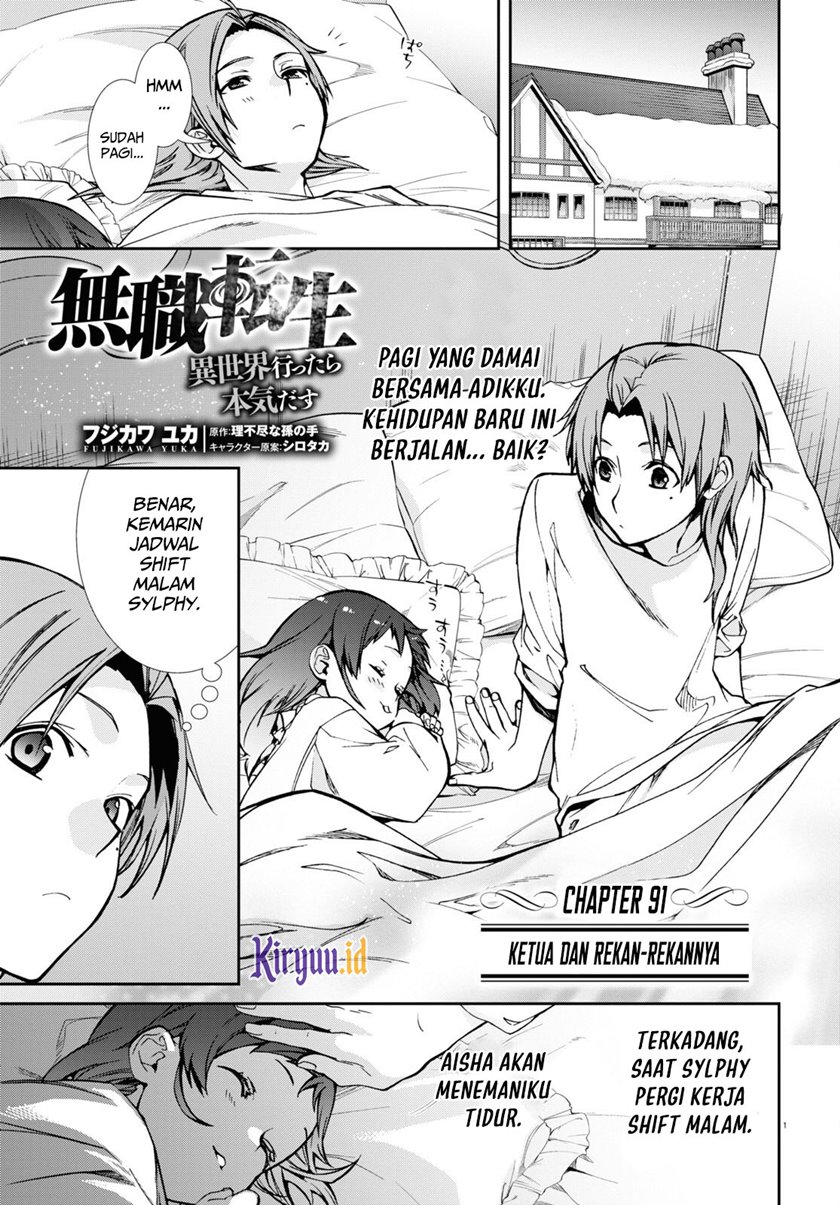 ぱち
HMM
...
SUDAH
PAGI...
無職転生
異世界行ったら
本気だす
フジカワ ユカ
FUJIKAWA YUKA
原作:理不尽な孫の手
キャラクター原案:シロタカ
PAGI YANG DAMAI
BERSAMA-ADIKKU.
KEHIDUPAN BARU INI
BERJALAN... BAIK?
BENAR,
KEMARIN
JADWAL
SHIFT
MALAM
SYLPHY.
すぅ すぅ
CHAPTER 91
KETUA DAN REKAN-REKANNYA
Kiryuu.id
TERKADANG,
SAAT SYLPHY
PERGI KERJA
SHIFT MALAM.
AISHA AKAN
MENEMANIKU
TIDUR.
1